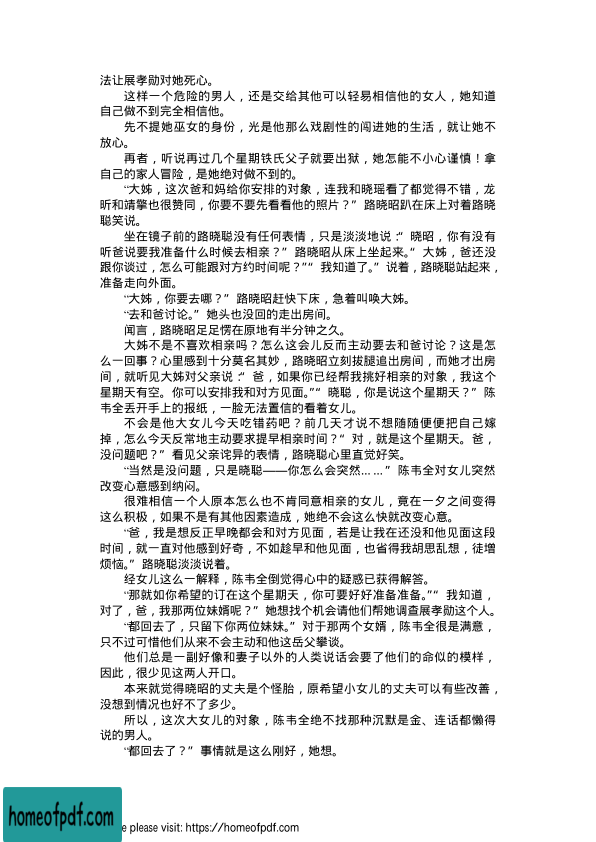 法让展孝勋对她死心。
这样一个危险的男人，还是交给其他可以轻易相信他的女人，她知道
自己做不到完全相信他。
先不提她巫女的身份，光是他那么戏剧性的闯进她的生活，就让她不
放心。
再者，听说再过几个星期铁氏父子就要出狱，她怎能不小心谨慎！拿
自己的家人冒险，是她绝对做不到的。
“大姊，这次爸和妈给你安排的对象，连我和晓瑶看了都觉得不错，龙
昕和靖擎也很赞同，你要不要先看看他的照片？”路晓昭趴在床上对着路晓
聪笑说。
坐在镜子前的路晓聪没有任何表情，只是淡淡地说：“晓昭，你有没有
听爸说要我准备什么时候去相亲？”路晓昭从床上坐起来。“大姊，爸还没
跟你谈过，怎么可能跟对方约时间呢？”“我知道了。”说着，路晓聪站起来，
准备走向外面。
“大姊，你要去哪？”路晓昭赶快下床，急着叫唤大姊。
“去和爸讨论。”她头也没回的走出房间。
闻言，路晓昭足足愣在原地有半分钟之久。
大姊不是不喜欢相亲吗？怎么这会儿反而主动要去和爸讨论？这是怎
么一回事？心里感到十分莫名其妙，路晓昭立刻拔腿追出房间，而她才出房
间，就听见大姊对父亲说：“爸，如果你已经帮我挑好相亲的对象，我这个
星期天有空。你可以安排我和对方见面。”“晓聪，你是说这个星期天？”陈
韦全丢开手上的报纸，一脸无法置信的看着女儿。
不会是他大女儿今天吃错药吧？前几天才说不想随随便便把自己嫁
掉，怎么今天反常地主动要求提早相亲时间？“对，就是这个星期天。爸，
没问题吧？”看见父亲诧异的表情，路晓聪心里直觉好笑。
“当然是没问题，只是晓聪——你怎么会突然……”陈韦全对女儿突然
改变心意感到纳闷。
很难相信一个人原本怎么也不肯同意相亲的女儿，竟在一夕之间变得
这么积极，如果不是有其他因素造成，她绝不会这么快就改变心意。
“爸，我是想反正早晚都会和对方见面，若是让我在还没和他见面这段
时间，就一直对他感到好奇，不如趁早和他见面，也省得我胡思乱想，徒增
烦恼。”路晓聪淡淡说着。
经女儿这么一解释，陈韦全倒觉得心中的疑惑已获得解答。
“那就如你希望的订在这个星期天，你可要好好准备准备。”“我知道，
对了，爸，我那两位妹婿呢？”她想找个机会请他们帮她调查展孝勋这个人。
“都回去了，只留下你两位妹妹。”对于那两个女婿，陈韦全很是满意，
只不过可惜他们从来不会主动和他这岳父攀谈。
他们总是一副好像和妻子以外的人类说话会要了他们的命似的模样，
因此，很少见这两人开口。
本来就觉得晓昭的丈夫是个怪胎，原希望小女儿的丈夫可以有些改善，
没想到情况也好不了多少。
所以，这次大女儿的对象，陈韦全绝不找那种沉默是金、连话都懒得
说的男人。
“都回去了？”事情就是这么刚好，她想。
homeofpdf.com
e please visit: https://homeofpdf.com